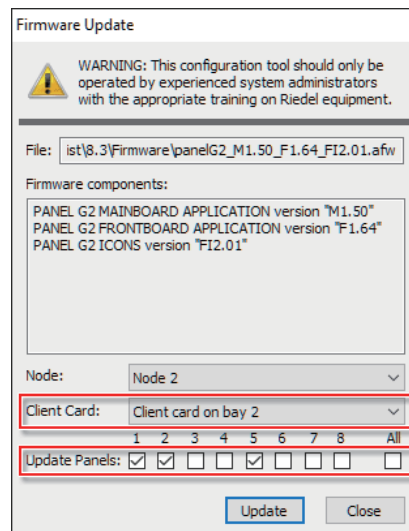 Firmware Update
WARNING: This configuration tool should only be
operated by experienced system administrators
with the appropriate training on Riedel equipment.
File: ist\8.3\Firmware\panelG2_M1.50_F1.64_FI2.01.afw
Firmware components:
PANEL G2 MAINBOARD APPLICATION version "M1.50"
PANEL G2 FRONTBOARD APPLICATION version "F1.64"
PANEL G2 ICONS version "FI2.01"
Node: Node 2
Client Card: Client card on bay 2
1 2 3 4 5 6 7 8 All
Update Panels:
Update Close